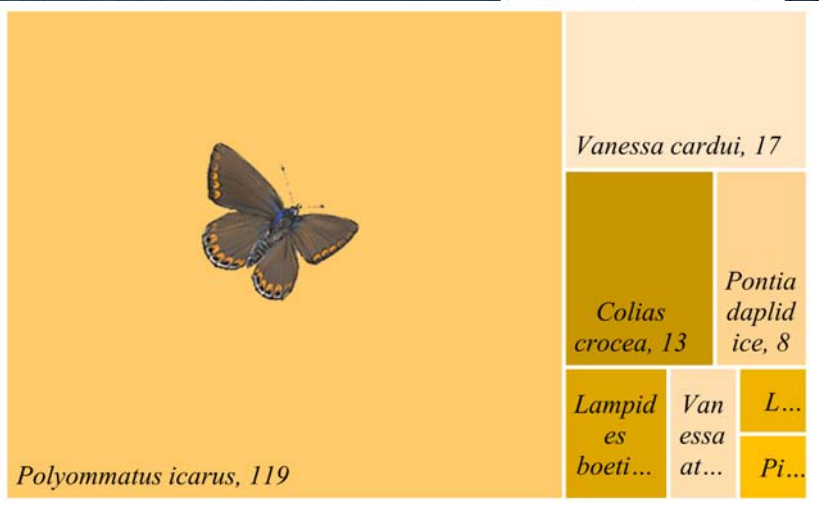 Polyommatus icarus, 119
Vanessa cardui, 17
Colias
crocea, 13
Pontia
daplid
ice, 8
Lampid
es
boeti...
Van
essa
at...
L...
Pi...